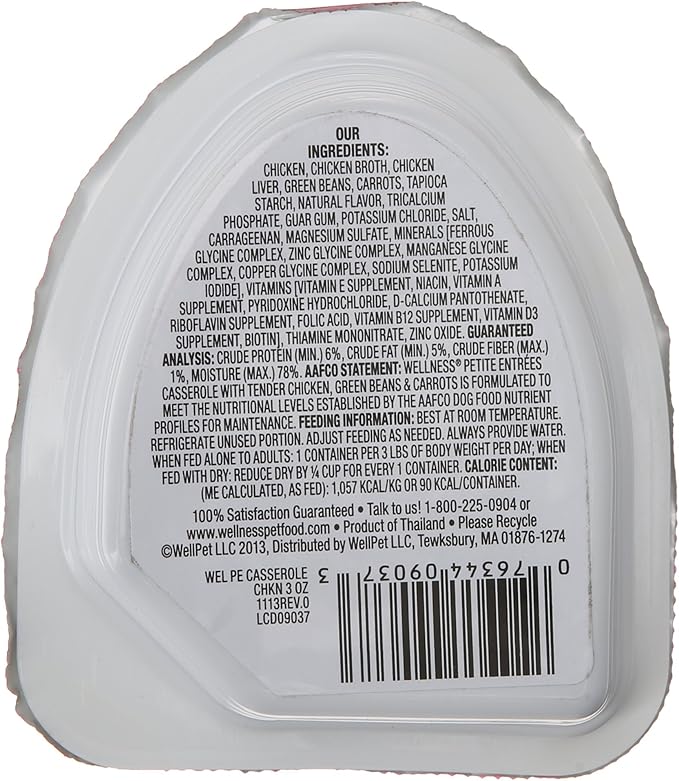 OUR
INGREDIENTS:
CHICKEN, CHICKEN BROTH, CHICKEN
LIVER, GREEN BEANS, CARROTS, TAPIOCA
STARCH, NATURAL FLAVOR, TRICALCIUM
PHOSPHATE, GUAR GUM, POTASSIUM CHLORIDE, SALT,
CARRAGEENAN, MAGNESIUM SULFATE, MINERALS [FERROUS
GLYCINE COMPLEX, ZINC GLYCINE COMPLEX, MANGANESE GLYCINE
COMPLEX, COPPER GLYCINE COMPLEX, SODIUM SELENITE, POTASSIUM
IODIDE], VITAMINS [VITAMIN E SUPPLEMENT, NIACIN, VITAMIN A
SUPPLEMENT, PYRIDOXINE HYDROCHLORIDE, D-CALCIUM PANTOTHENATE,
RIBOFLAVIN SUPPLEMENT, FOLIC ACID, VITAMIN B12 SUPPLEMENT, VITAMIN D3
SUPPLEMENT, BIOTIN], THIAMINE MONONITRATE, ZINC OXIDE. GUARANTEED
ANALYSIS: CRUDE PROTEIN (MIN.) 6%, CRUDE FAT (MIN.) 5%, CRUDE FIBER (MAX.)
1%, MOISTURE (MAX.) 78%. AAFCO STATEMENT: WELLNESS® PETITE ENTRÉES
CASSEROLE WITH TENDER CHICKEN, GREEN BEANS & CARROTS IS FORMULATED TO
MEET THE NUTRITIONAL LEVELS ESTABLISHED BY THE AAFCO DOG FOOD NUTRIENT
PROFILES FOR MAINTENANCE. FEEDING INFORMATION: BEST AT ROOM TEMPERATURE.
REFRIGERATE UNUSED PORTION. ADJUST FEEDING AS NEEDED. ALWAYS PROVIDE WATER.
WHEN FED ALONE TO ADULTS: 1 CONTAINER PER 3 LBS OF BODY WEIGHT PER DAY; WHEN
FED WITH DRY: REDUCE DRY BY ¼ CUP FOR EVERY 1 CONTAINER. CALORIE CONTENT:
(ME CALCULATED, AS FED): 1,057 KCAL/KG OR 90 KCAL/CONTAINER.
100% Satisfaction Guaranteed • Talk to us! 1-800-225-0904 or
www.wellnesspetfood.com • Product of Thailand • Please Recycle
©WellPet LLC 2013, Distributed by WellPet LLC, Tewksbury, MA 01876-1274
WEL PE CASSEROLE
CHKN 3 OZ
1113REV.0
LCD09037
0 76344 09037 3